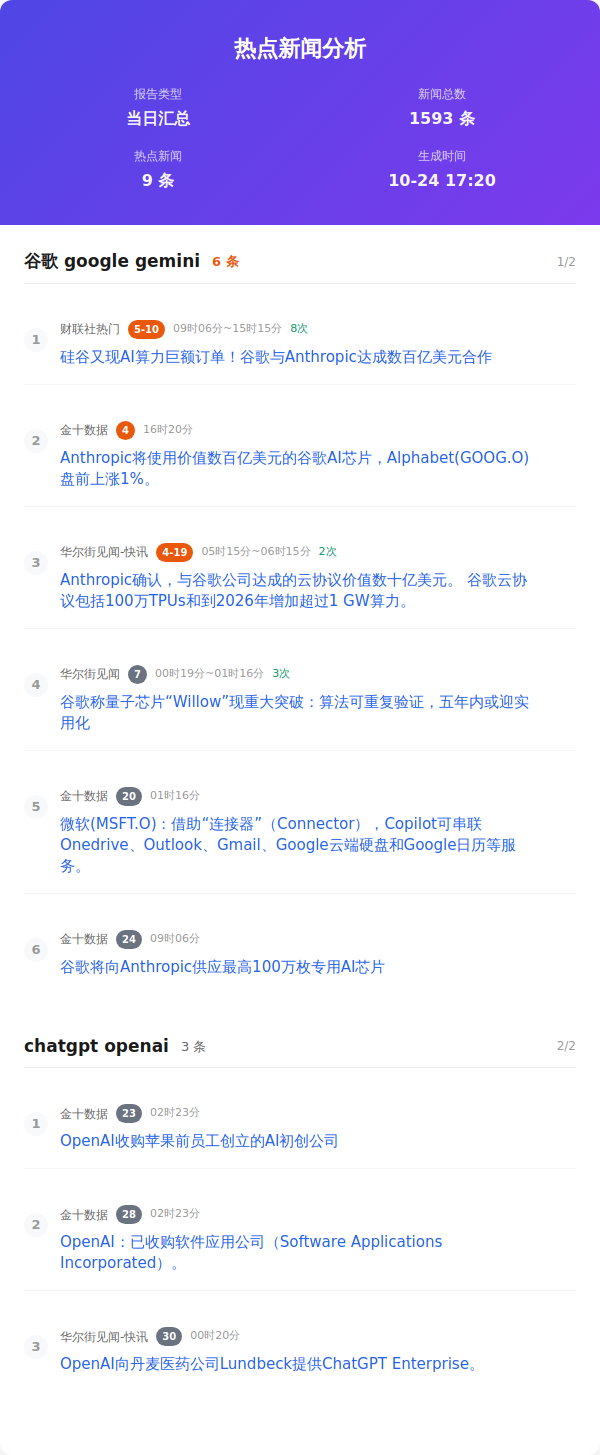 热点新闻分析
报告类型
新闻总数
当日汇总
1593 条
热点新闻
生成时间
9 条
10-24 17:20
谷歌 google gemini 6 条 1/2
1
财联社热门 5-10 09时06分~15时15分 8次
硅谷又现AI算力巨额订单！谷歌与Anthropic达成数百亿美元合作
2
金十数据 4 16时20分
Anthropic将使用价值数百亿美元的谷歌AI芯片，Alphabet(GOOG.O)
盘前上涨1%。
3
华尔街见闻-快讯 4-19 05时15分~06时15分 2次
Anthropic确认，与谷歌公司达成的云协议价值数十亿美元。 谷歌云协
议包括100万TPUs和到2026年增加超过1 GW算力。
4
华尔街见闻 7 00时19分~01时16分 3次
谷歌称量子芯片“Willow”现重大突破：算法可重复验证，五年内或迎实
用化
5
金十数据 20 01时16分
微软(MSFT.O)：借助“连接器”（Connector），Copilot可串联
Onedrive、Outlook、Gmail、Google云端硬盘和Google日历等服
务。
6
金十数据 24 09时06分
谷歌将向Anthropic供应最高100万枚专用AI芯片
chatgpt openai 3 条 2/2
1
金十数据 23 02时23分
OpenAI收购苹果前员工创立的AI初创公司
2
金十数据 28 02时23分
OpenAI：已收购软件应用公司（Software Applications
Incorporated）。
3
华尔街见闻-快讯 30 00时20分
OpenAI向丹麦医药公司Lundbeck提供ChatGPT Enterprise。